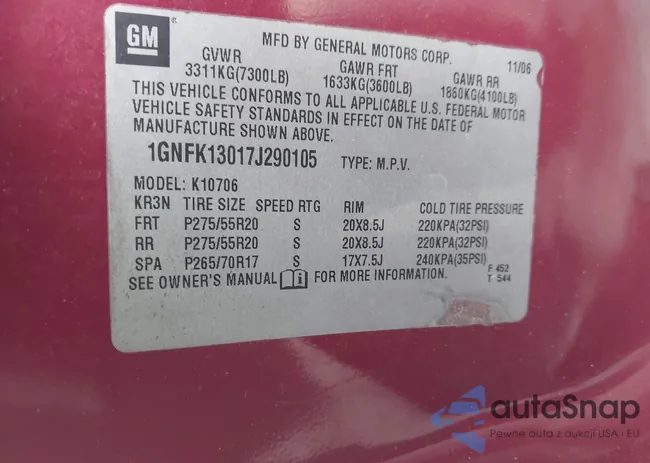 GM
MFD BY GENERAL MOTORS CORP. 11/06
GVWR GAWR FRT GAWR RR
3311KG(7300LB) 1633KG(3600LB) 1860KG(4100LB)
THIS VEHICLE CONFORMS TO ALL APPLICABLE U.S. FEDERAL MOTOR
VEHICLE SAFETY STANDARDS IN EFFECT ON THE DATE OF
MANUFACTURE SHOWN ABOVE.
1GNFK13017J290105 TYPE: M.P.V.
MODEL: K10706
KR3N TIRE SIZE SPEED RTG RIM COLD TIRE PRESSURE
FRT P275/55R20 S 20X8.5J 220KPA(32PSI)
RR P275/55R20 S 20X8.5J 220KPA(32PSI)
SPA P265/70R17 S 17X7.5J 240KPA(35PSI)
SEE OWNER'S MANUAL i FOR MORE INFORMATION. F 452
T 544
autaSnap
Pewne auta z aukcji USA - EU